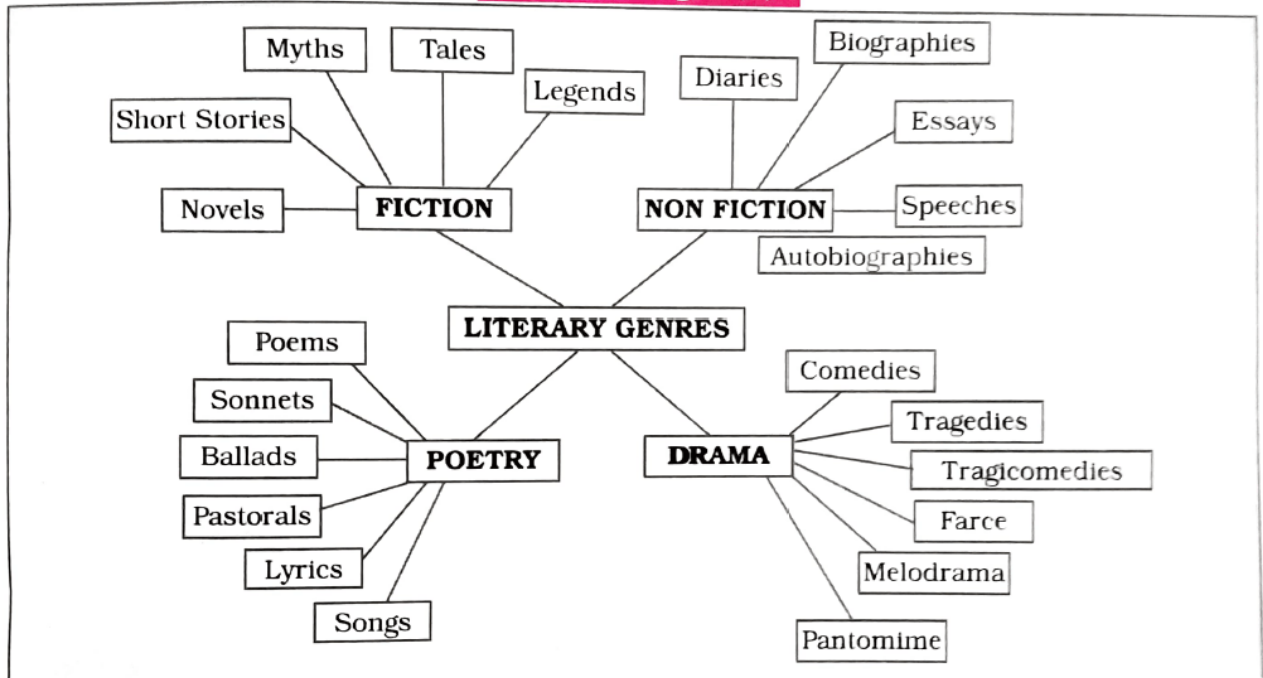 Myths
Tales
Legends
Short Stories
Novels
FICTION
Biographies
Diaries
Essays
NON FICTION
Speeches
Autobiographies
LITERARY GENRES
Poems
Sonnets
Ballads
POETRY
Pastorals
Lyrics
Songs
Comedies
Tragedies
DRAMA
Tragicomedies
Farce
Melodrama
Pantomime